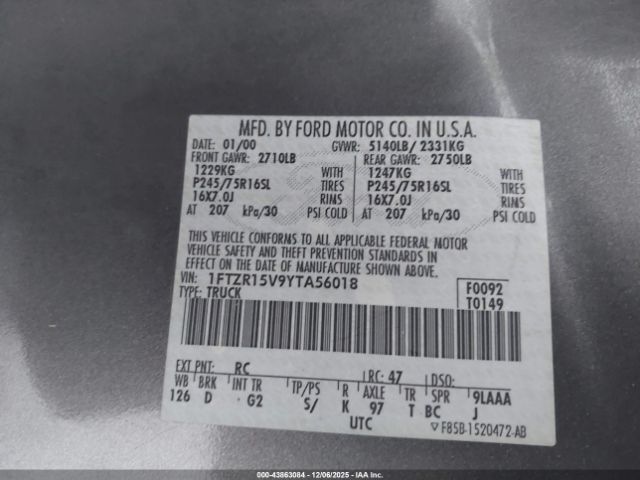 MFD. BY FORD MOTOR CO. IN U.S.A.
DATE: 01/00 GVWR: 5140LB/ 2331KG
FRONT GAWR: 2710LB REAR GAWR: 2750LB
1229KG WITH 1247KG WITH
P245/75R16SL TIRES P245/75R16SL TIRES
16X7.0J RIMS 16X7.0J RIMS
AT 207 kPa/30 PSI COLD AT 207 kPa/30 PSI COLD
THIS VEHICLE CONFORMS TO ALL APPLICABLE FEDERAL MOTOR
VEHICLE SAFETY AND THEFT PREVENTION STANDARDS IN
EFFECT ON THE DATE OF MANUFACTURE SHOWN ABOVE.
VIN: 1FTZR15V9YTA56018 F0092
TYPE: TRUCK T0149
EXT PNT: RC RC: 47 DSO:
WB BRK INT TR TP/PS R AXLE TR SPR 9LAAA
126 D G2 S/ K 97 T BC J
UTC F85B-1520472-AB
000-43863084 | 12/06/2025 - IAAI, Inc.